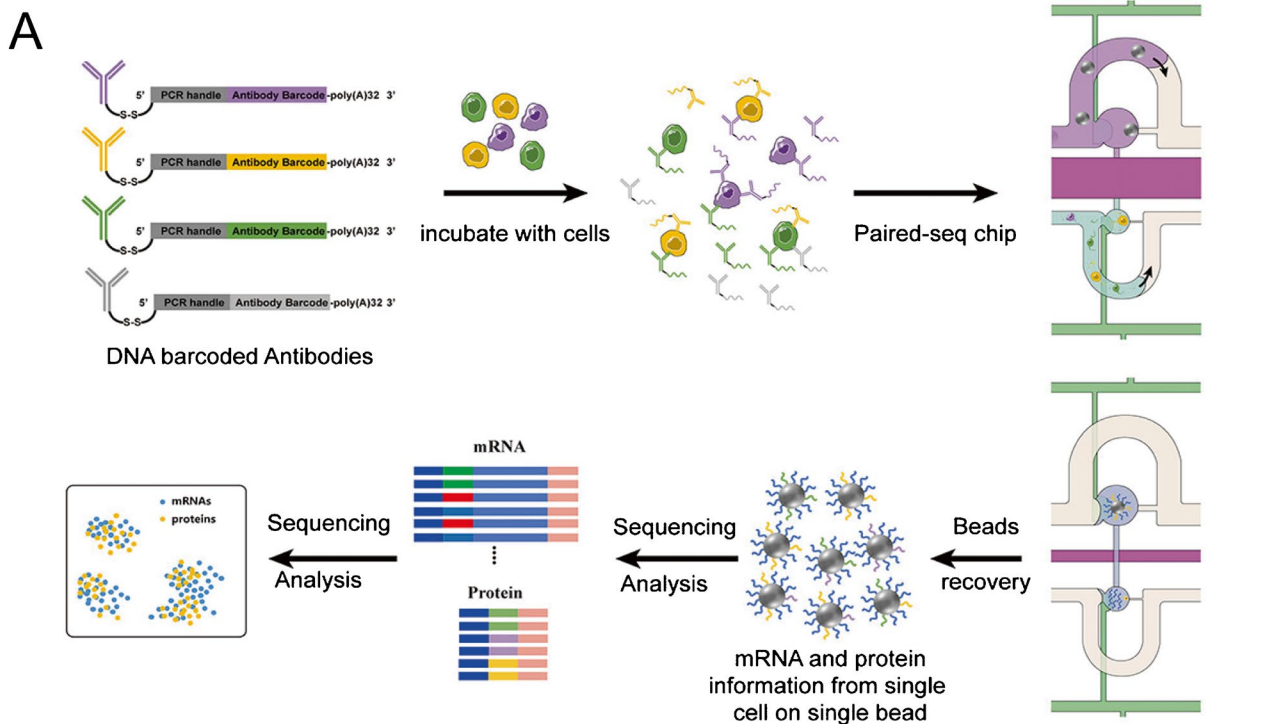 A
5' PCR handle Antibody Barcode-poly(A)32 3'
S-S
5' PCR handle Antibody Barcode-poly(A)32 3'
S-S
5' PCR handle Antibody Barcode-poly(A)32 3'
S-S
5' PCR handle Antibody Barcode-poly(A)32 3'
S-S
DNA barcoded Antibodies
incubate with cells
Paired-seq chip
Beads
recovery
mRNA and protein
information from single
cell on single bead
Sequencing
Analysis
mRNA
Protein
Sequencing
Analysis
mRNAs
proteins